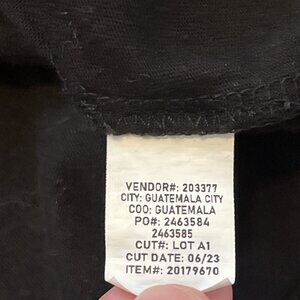 VENDOR#: 203377
CITY: GUATEMALA CITY
COO: GUATEMALA
PO#: 2463584
2463585
CUT#: LOT A1
CUT DATE: 06/23
ITEM#: 20179670